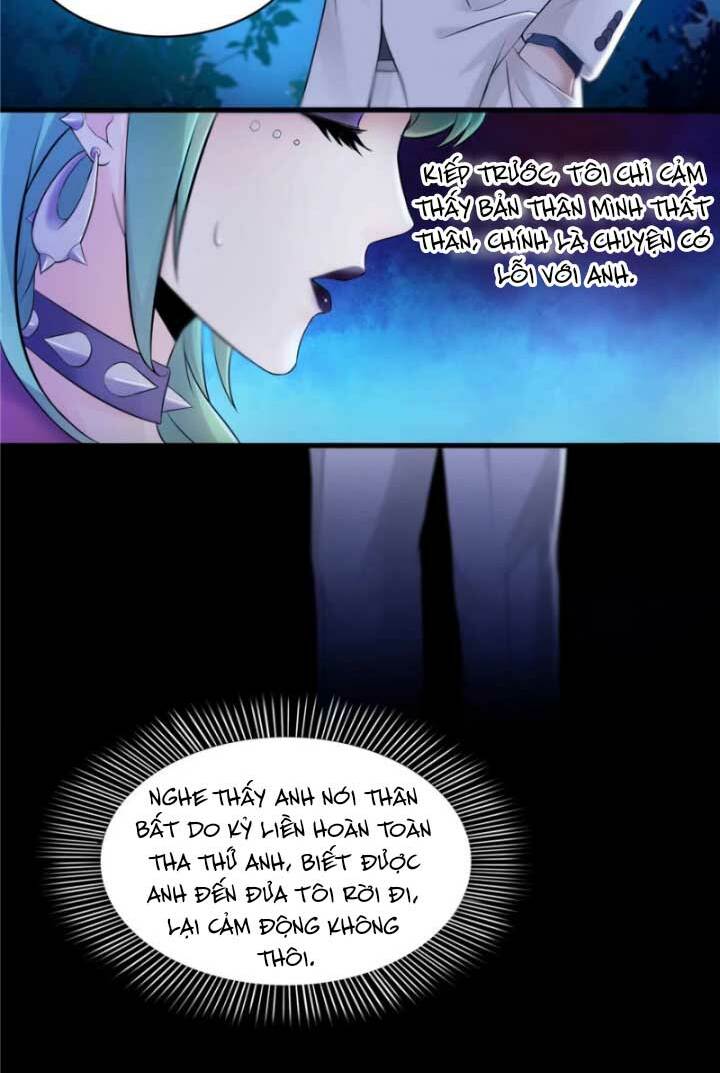 KIẾP TRƯỚC, TÔI CHỈ CẢM
THẤY BẢN THAN MÌNH THẤT
THÂN, CHÍNH LÀ CHUYỆN CÓ
LỖI VỚI ANH.
NGHE THẤY ANH NÓI THÂN
BẤT DO KỶ LIỀN HOÀN TOÀN
THA THỨ ANH, BIẾT ĐƯỢC
ANH ĐẾN ĐƯA TÔI RỜI ĐI,
LẠI CẢM ĐỘNG KHÔNG
THÔI.